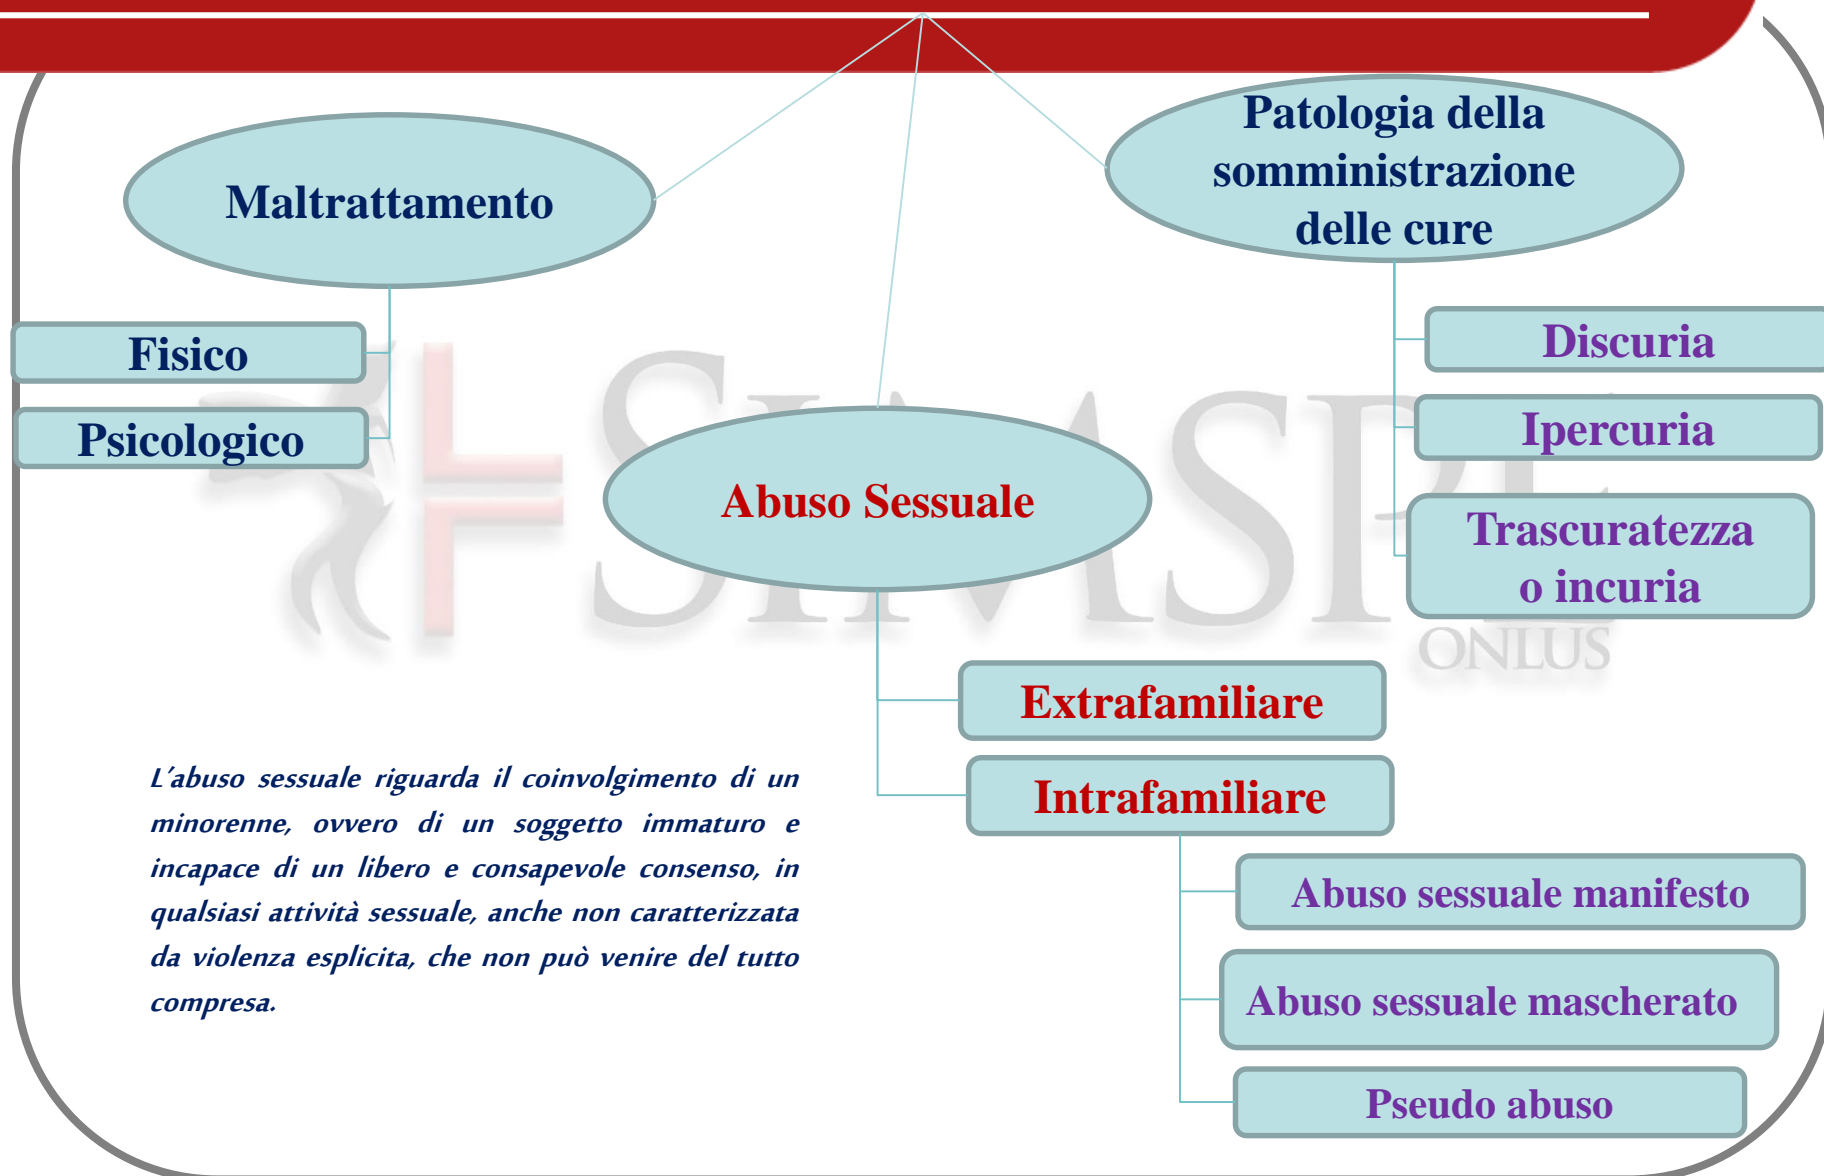 Maltrattamento
Fisico
Psicologico
Patologia della
somministrazione
delle cure
Discuria
Ipercuria
Trascuratezza
o incuria
Abuso Sessuale
Extrafamiliare
Intrafamiliare
Abuso sessuale manifesto
Abuso sessuale mascherato
Pseudo abuso
L'abuso sessuale riguarda il coinvolgimento di un
minorenne, ovvero di un soggetto immaturo e
incapace di un libero e consapevole consenso, in
qualsiasi attività sessuale, anche non caratterizzata
da violenza esplicita, che non può venire del tutto
compresa.
SIMSPE
ONLUS